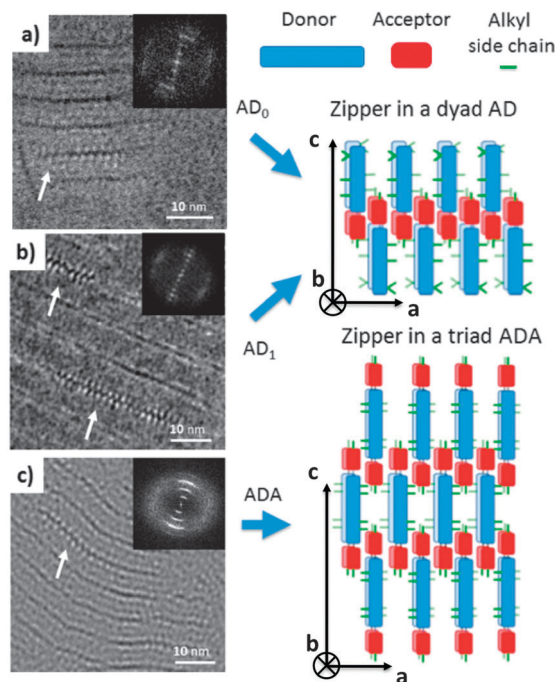 Donor Acceptor Alkyl
side chain
a)
10 nm
AD₀
Zipper in a dyad AD
c
b
a
b)
10 nm
AD₁
Zipper in a triad ADA
c)
10 nm
ADA
c
b
a